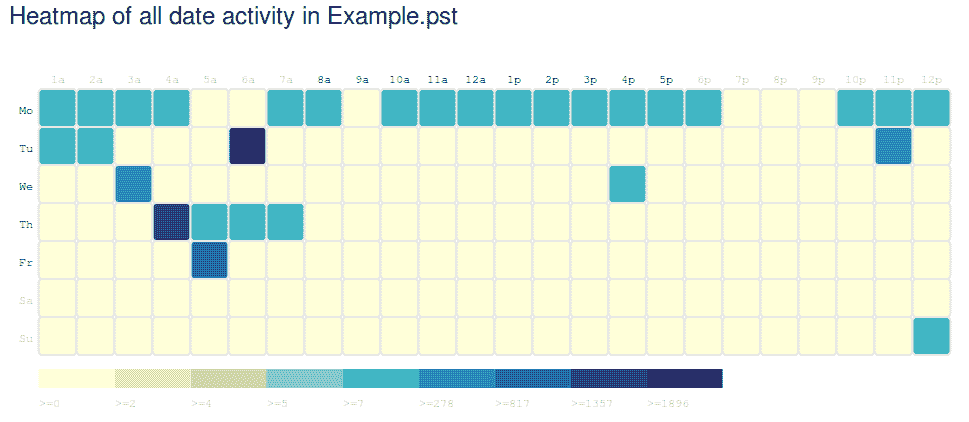 Heatmap of all date activity in Example.pst
1a 2a 3a 4a 5a 6a 7a 8a 9a 10a 11a 12a 1p 2p 3p 4p 5p 6p 7p 8p 9p 10p 11p 12p
Mo
Tu
We
Th
Fr
Sa
Su
>=0 >=2 >=4 >=5 >=7 >=278 >=817 >=1357 >=1896